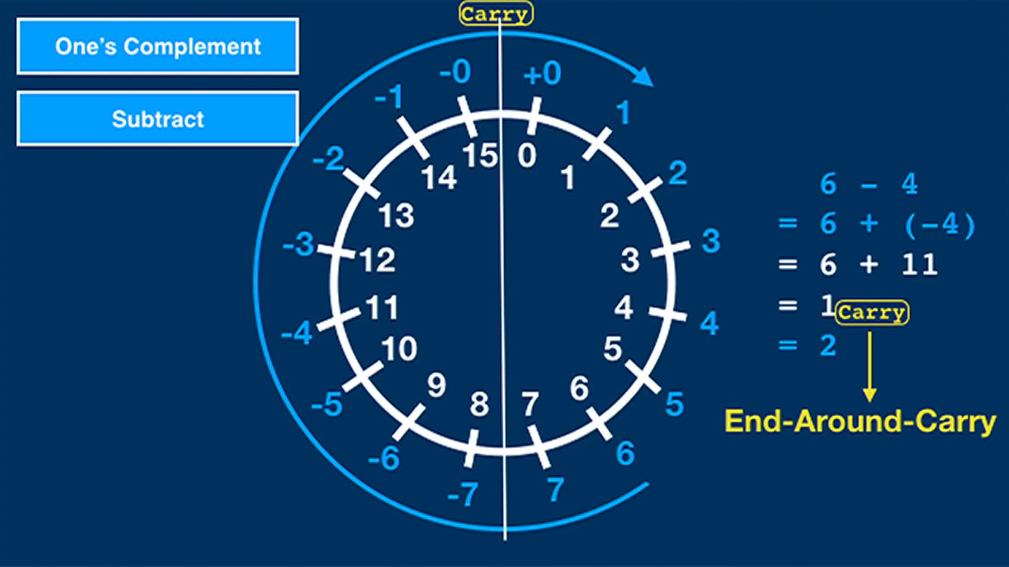 Carry
One's Complement
Subtract
-0 +0
-1 1
-2 2
-3 3
-4 4
-5 5
-6 6
-7 7
15 0
14 1
13 2
12 3
11 4
10 5
9 6
8 7
6 - 4
= 6 + (-4)
= 6 + 11
= 1 Carry
= 2
End-Around-Carry